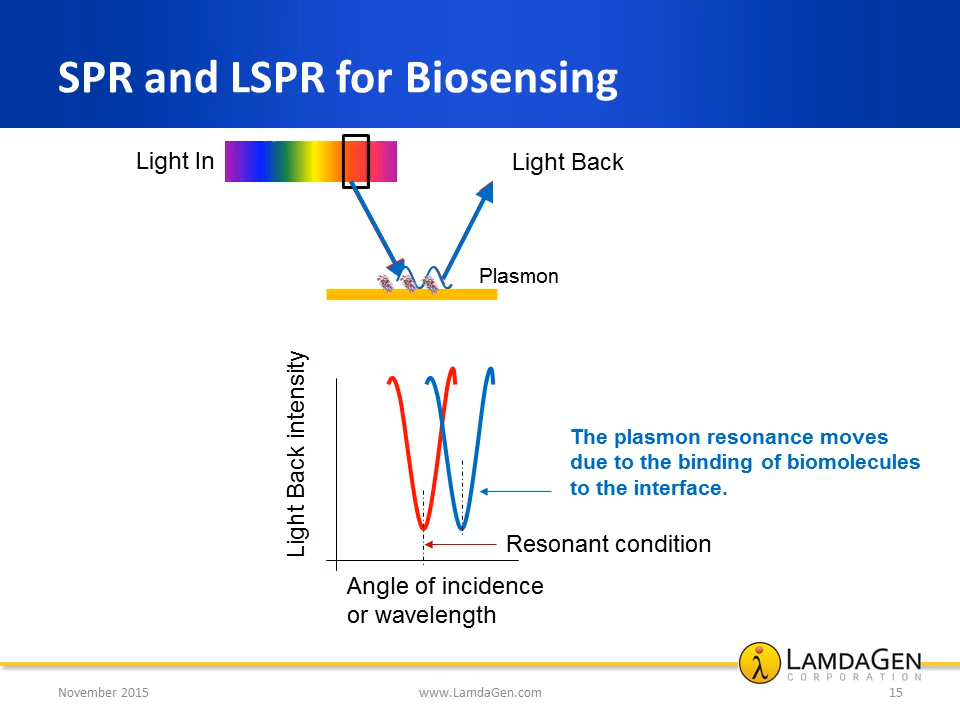 SPR and LSPR for Biosensing
Light In
Light Back
Plasmon
Light Back intensity
The plasmon resonance moves
due to the binding of biomolecules
to the interface.
Resonant condition
Angle of incidence
or wavelength
λ LAMDAGEN
CORPORATION
November 2015
www.LamdaGen.com
15